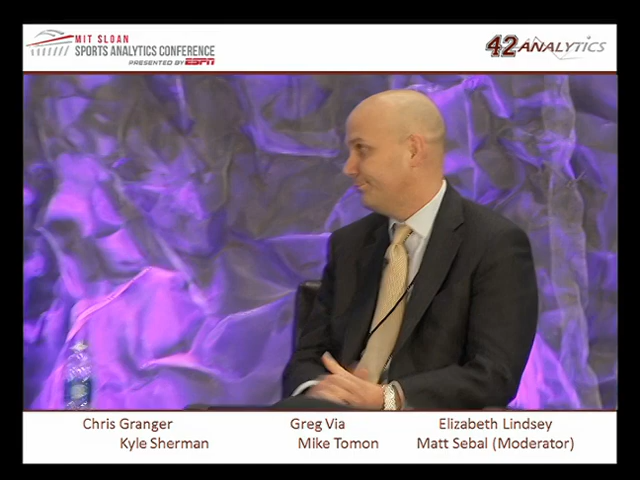 MIT SLOAN
SPORTS ANALYTICS CONFERENCE
PRESENTED BY ESPN
42 ANALYTICS
Chris Granger Greg Via Elizabeth Lindsey
Kyle Sherman Mike Tomon Matt Sebal (Moderator)